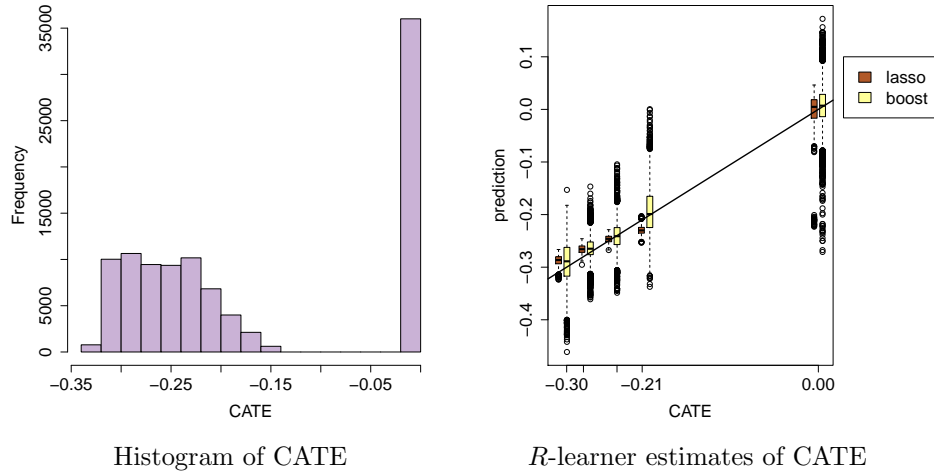 Frequency
35000
25000
15000
5000
0
−0.35
−0.25
−0.15
−0.05
CATE
Histogram of CATE
prediction
0.1
0.0
−0.1
−0.2
−0.3
−0.4
−0.30
−0.21
0.00
CATE
lasso
boost
R-learner estimates of CATE